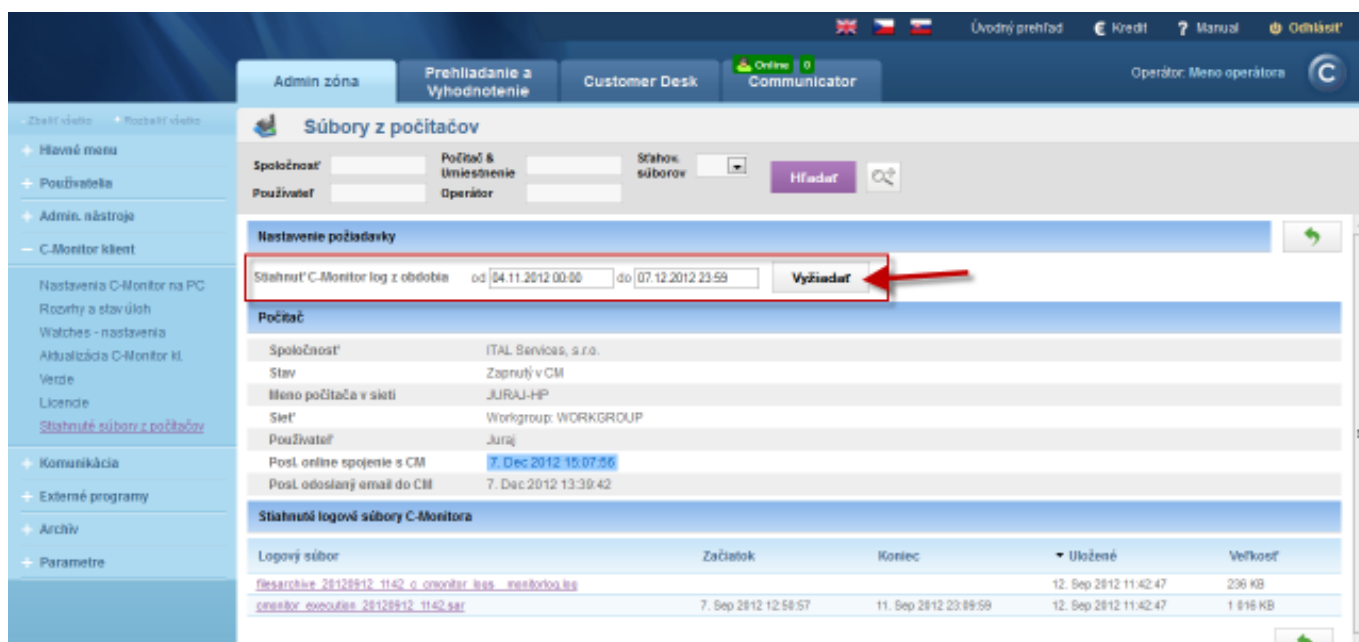 Úvodný prehľad € Kredit ? Manual Odhlásiť
Admin zóna
Prehliadanie a
Vyhodnotenie
Customer Desk
Online 0
Communicator
Operátor: Meno operátora
Zbaliť všetko Rozbaliť všetko
Hlavné menu
Používatelia
Admin. nástroje
C-Monitor klient
Nastavenia C-Monitor na PC
Rozvrhy a stav úloh
Watches - nastavenia
Aktualizácia C-Monitor kl.
Verzie
Licencie
Stiahnuté súbory z počítačov
Komunikácia
Externé programy
Archív
Parametre
Súbory z počítačov
Spoločnosť
Počítač &
Umiestnenie
Sťahov.
súborov
Hľadať
Používateľ
Operátor
Nastavenie požiadavky
Stiahnuť C-Monitor log z obdobia od 04.11.2012 00:00 do 07.12.2012 23:59 Vyžiadať
Počítač
Spoločnosť ITAL Services, s.r.o.
Stav Zapnutý v CM
Meno počítača v sieti JURAJ-HP
Sieť Workgroup: WORKGROUP
Používateľ Juraj
Posl. online spojenie s CM 7. Dec 2012 15:07:56
Posl. odoslaný email do CM 7. Dec 2012 13:39:42
Stiahnuté logové súbory C-Monitora
Logový súbor Začiatok Koniec Uložené Veľkosť
filesarchive_20120912_1142_c_cmonitor_logs__monitorlog.log 12. Sep 2012 11:42:47 236 KB
cmonitor_execution_20120912_1142.sar 7. Sep 2012 12:50:57 11. Sep 2012 23:09:59 12. Sep 2012 11:42:47 1 016 KB